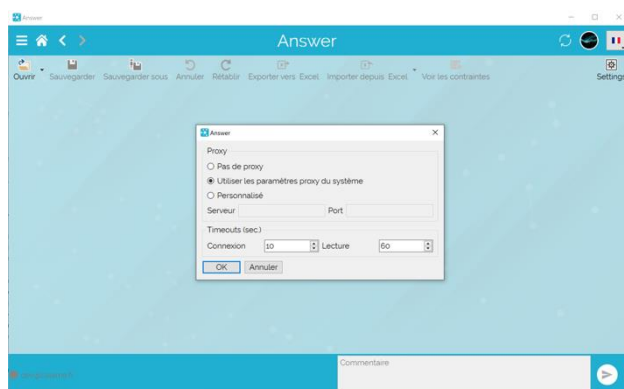 Answer
Answer
Ouvrir Sauvegarder Sauvegarder sous Annuler Rétablir Exporter vers Excel Importer depuis Excel Voir les contraintes Settings
Answer
Proxy
Pas de proxy
Utiliser les paramètres proxy du système
Personnalisé
Serveur Port
Timeouts (sec.)
Connexion 10 Lecture 60
OK Annuler
Commentaire